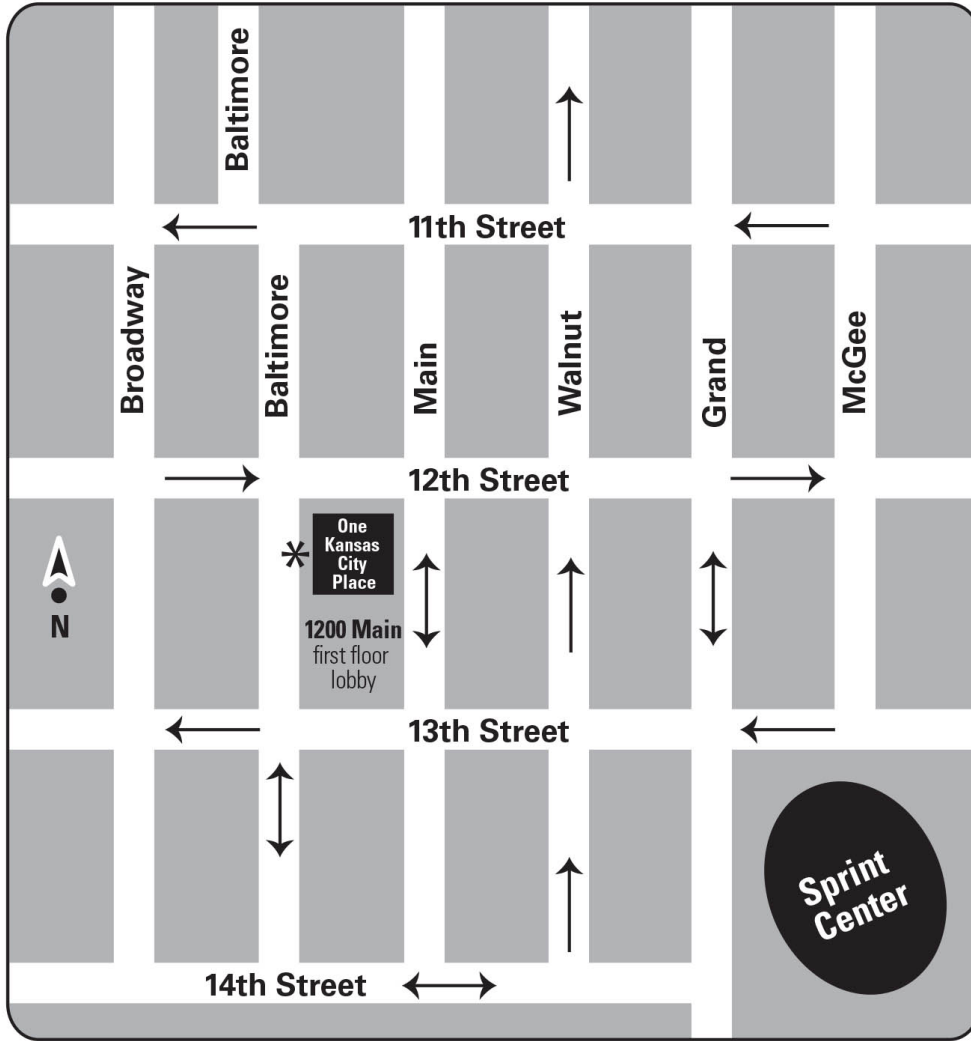 Baltimore
11th Street
Broadway
Baltimore
Main
Walnut
Grand
McGee
12th Street
*
One
Kansas
City
Place
1200 Main
first floor
lobby
N
13th Street
Sprint
Center
14th Street